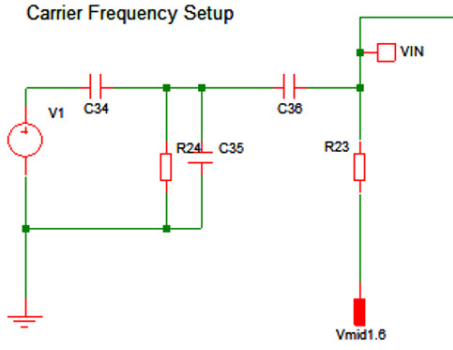 Carrier Frequency Setup
VIN
V1
C34
C36
R24
C35
R23
Vmid1.6